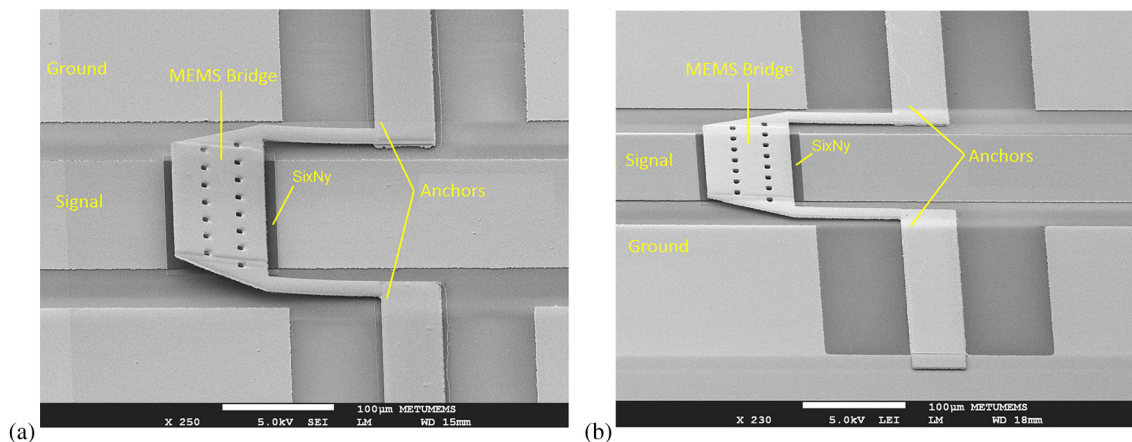 Ground
MEMS Bridge
SixNy
Signal
Anchors
100µm METUMEMS
X 250 5.0kV SEI LM WD 15mm
(a)
MEMS Bridge
Signal
SixNy
Anchors
Ground
100µm METUMEMS
X 230 5.0kV LEI LM WD 18mm
(b)